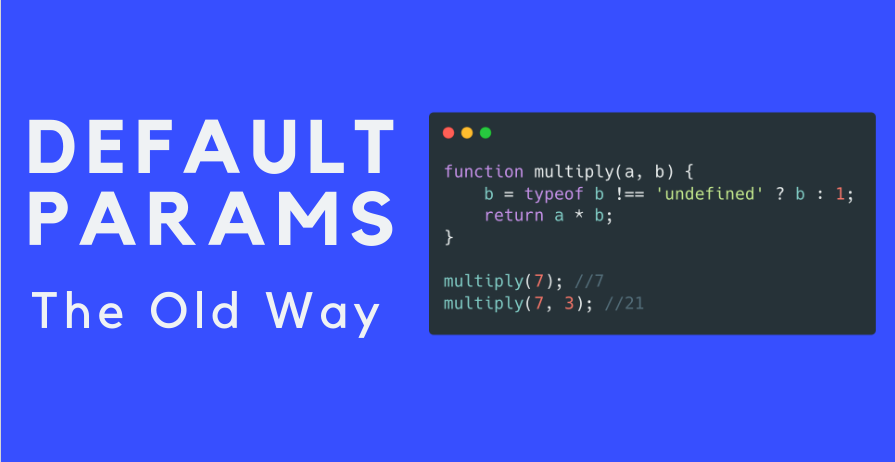 DEFAULT
PARAMS
The Old Way
function multiply(a, b) {
    b = typeof b !== 'undefined' ? b : 1;
    return a * b;
}
multiply(7); //7
multiply(7, 3); //21